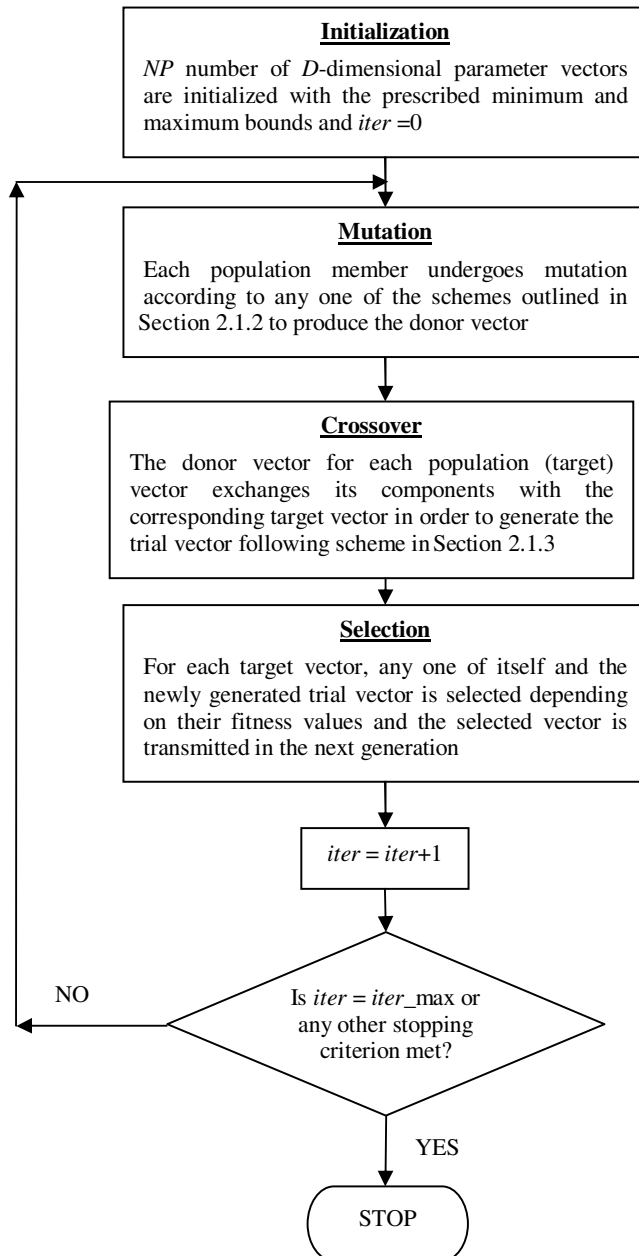 Initialization
NP number of D-dimensional parameter vectors
are initialized with the prescribed minimum and
maximum bounds and iter =0
Mutation
Each population member undergoes mutation
according to any one of the schemes outlined in
Section 2.1.2 to produce the donor vector
Crossover
The donor vector for each population (target)
vector exchanges its components with the
corresponding target vector in order to generate the
trial vector following scheme in Section 2.1.3
Selection
For each target vector, any one of itself and the
newly generated trial vector is selected depending
on their fitness values and the selected vector is
transmitted in the next generation
iter = iter+1
NO
Is iter = iter_max or
any other stopping
criterion met?
YES
STOP